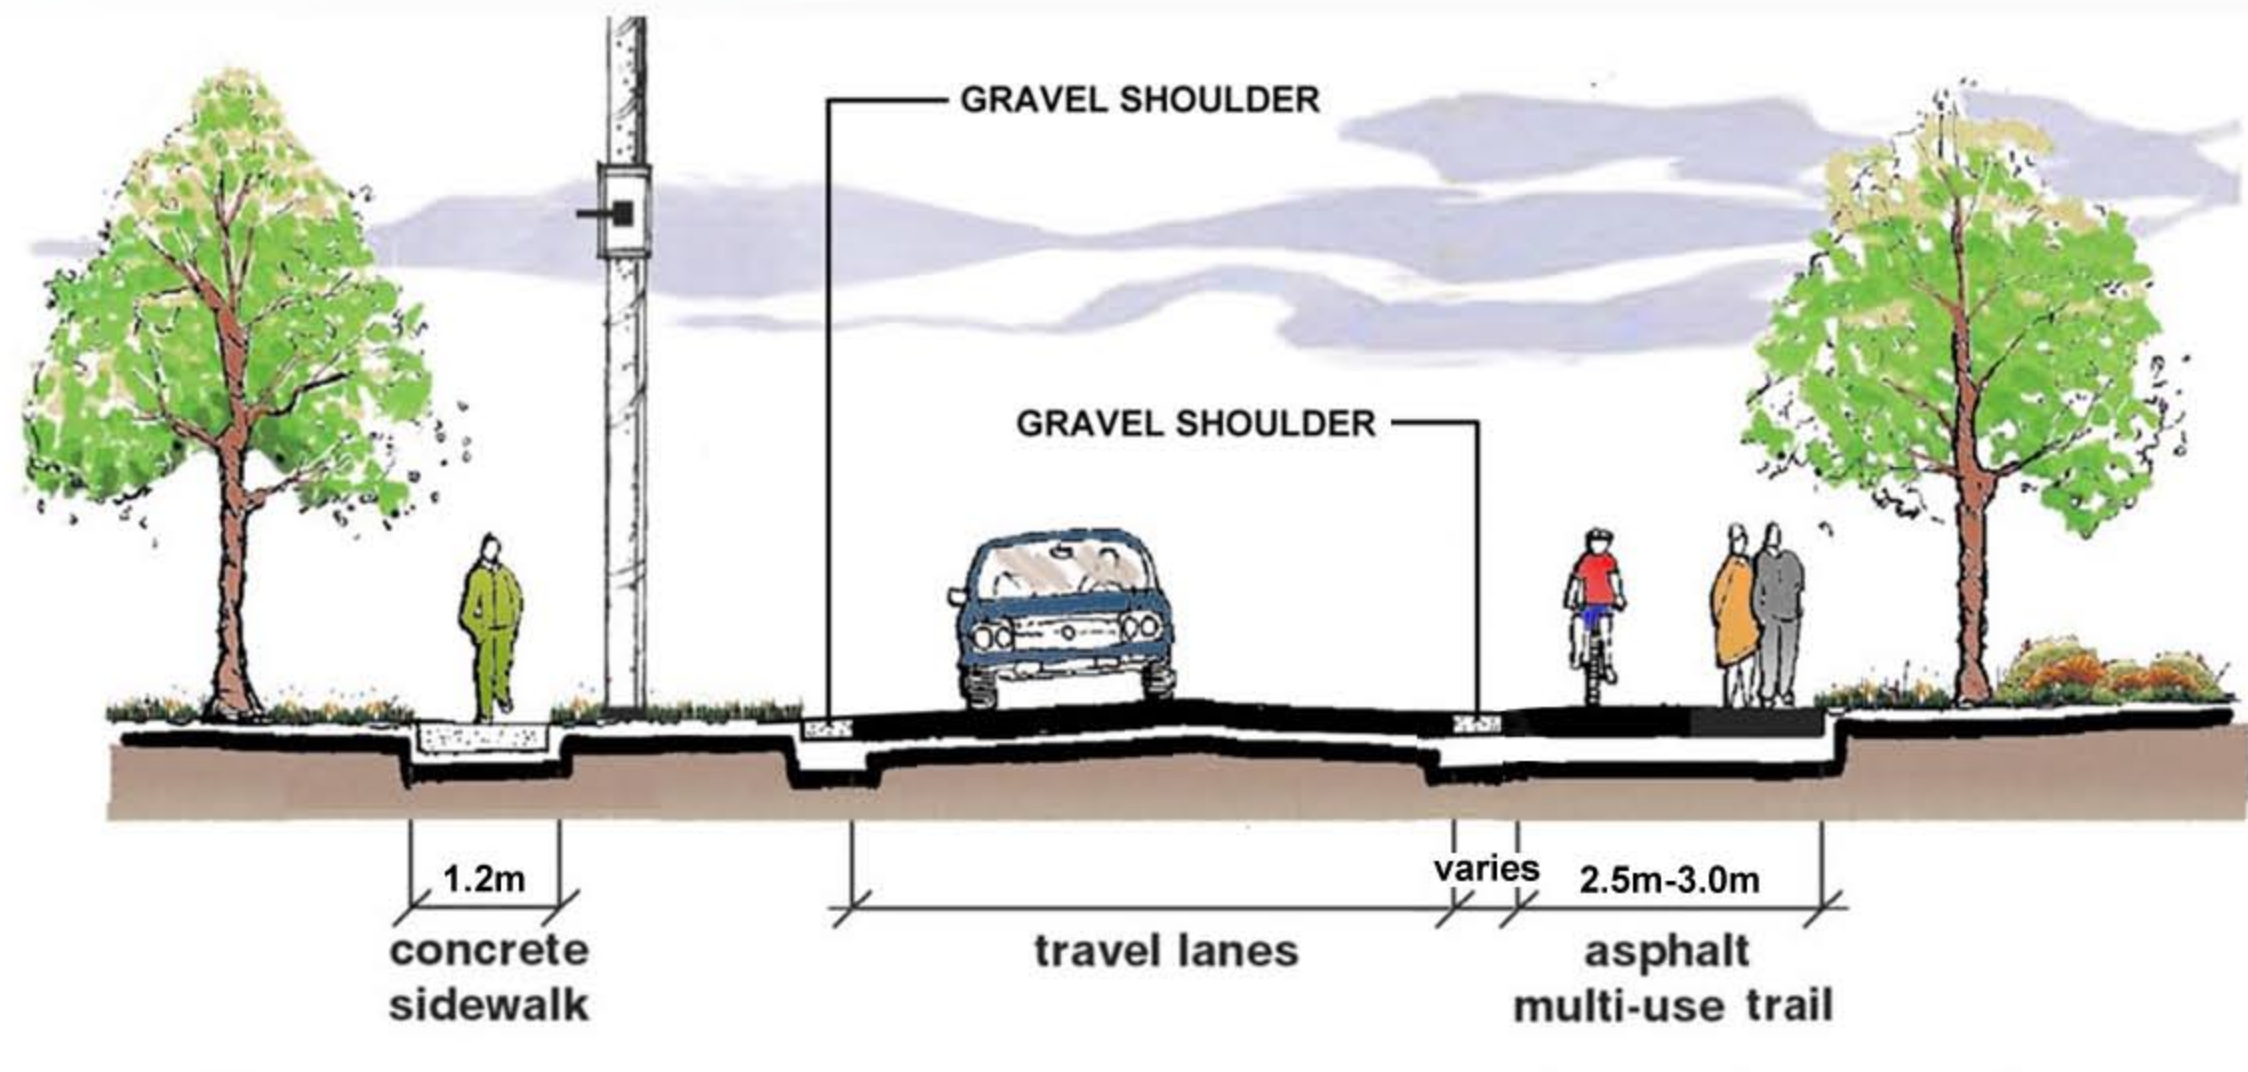 GRAVEL SHOULDER
GRAVEL SHOULDER
1.2m
varies
2.5m-3.0m
concrete
sidewalk
travel lanes
asphalt
multi-use trail